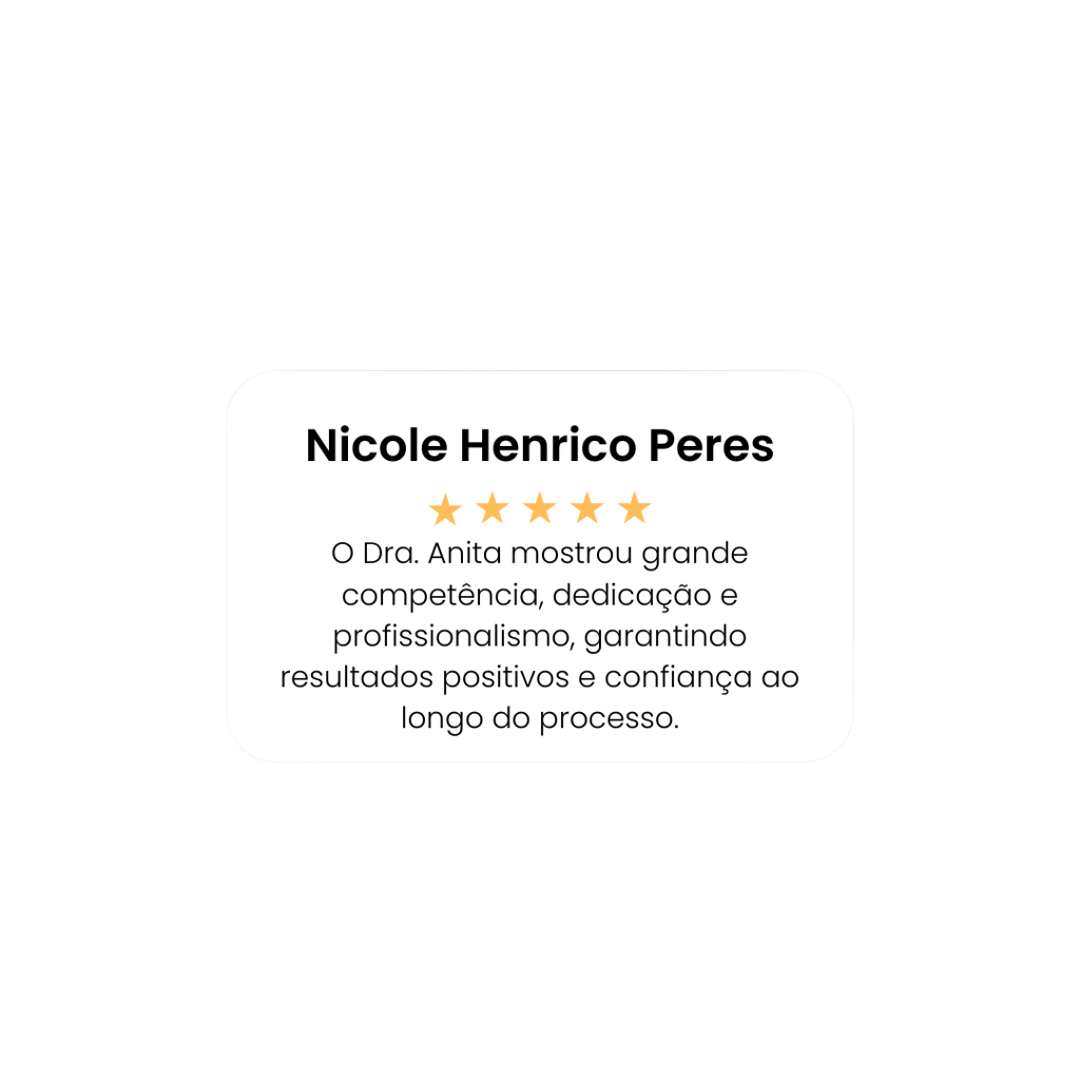 Nicole Henrico Peres
O Dra. Anita mostrou grande
competência, dedicação e
profissionalismo, garantindo
resultados positivos e confiança ao
longo do processo.